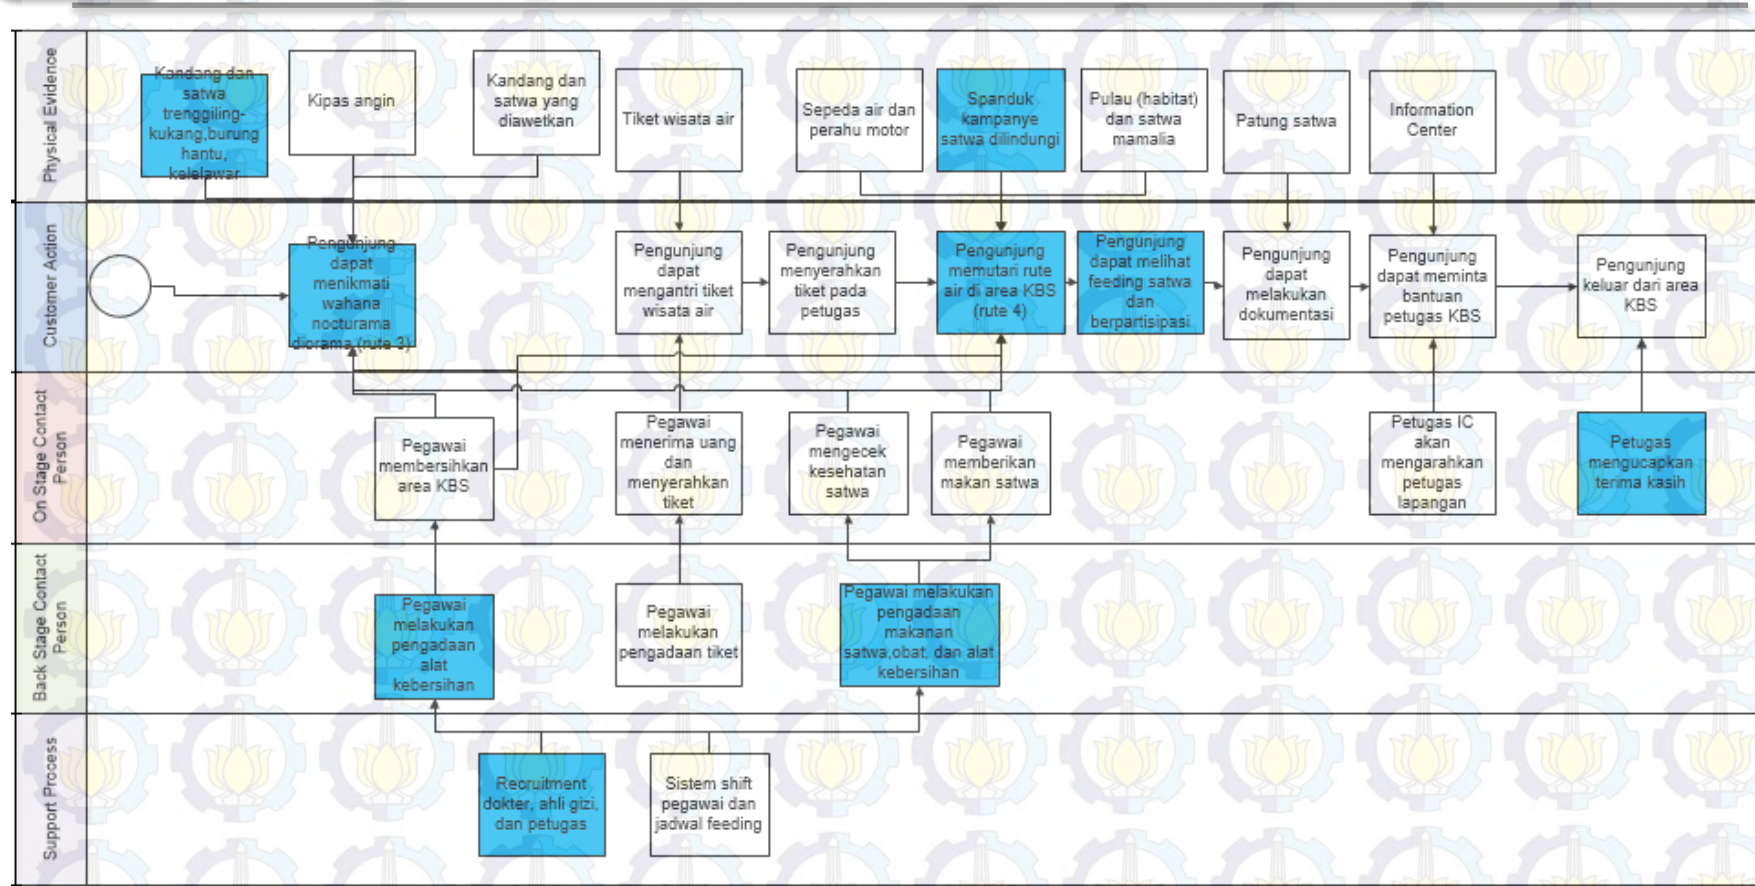 Physical Evidence
Kandang dan
satwa
trenggiling-
kukang,burung
hantu,
kelelawar
Kipas angin
Kandang dan
satwa yang
diawetkan
Tiket wisata air
Sepeda air dan
perahu motor
Spanduk
kampanye
satwa dilindungi
Pulau (habitat)
dan satwa
mamalia
Patung satwa
Information
Center
Customer Action
Pengunjung
dapat
menikmati
wahana
nocturama
diorama (rute 3)
Pengunjung
dapat
mengantri tiket
wisata air
Pengunjung
menyerahkan
tiket pada
petugas
Pengunjung
memutari rute
air di area KBS
(rute 4)
Pengunjung
dapat melihat
feeding satwa
dan
berpartisipasi
Pengunjung
dapat
melakukan
dokumentasi
Pengunjung
dapat meminta
bantuan
petugas KBS
Pengunjung
keluar dari area
KBS
On Stage Contact
Person
Pegawai
membersihkan
area KBS
Pegawai
menerima uang
dan
menyerahkan
tiket
Pegawai
mengecek
kesehatan
satwa
Pegawai
memberikan
makan satwa
Petugas IC
akan
mengarahkan
petugas
lapangan
Petugas
mengucapkan
terima kasih
Back Stage Contact
Person
Pegawai
melakukan
pengadaan
alat
kebersihan
Pegawai
melakukan
pengadaan tiket
Pegawai melakukan
pengadaan
makanan
satwa,obat, dan alat
kebersihan
Support Process
Recruitment
dokter, ahli gizi,
dan petugas
Sistem shift
pegawai dan
jadwal feeding